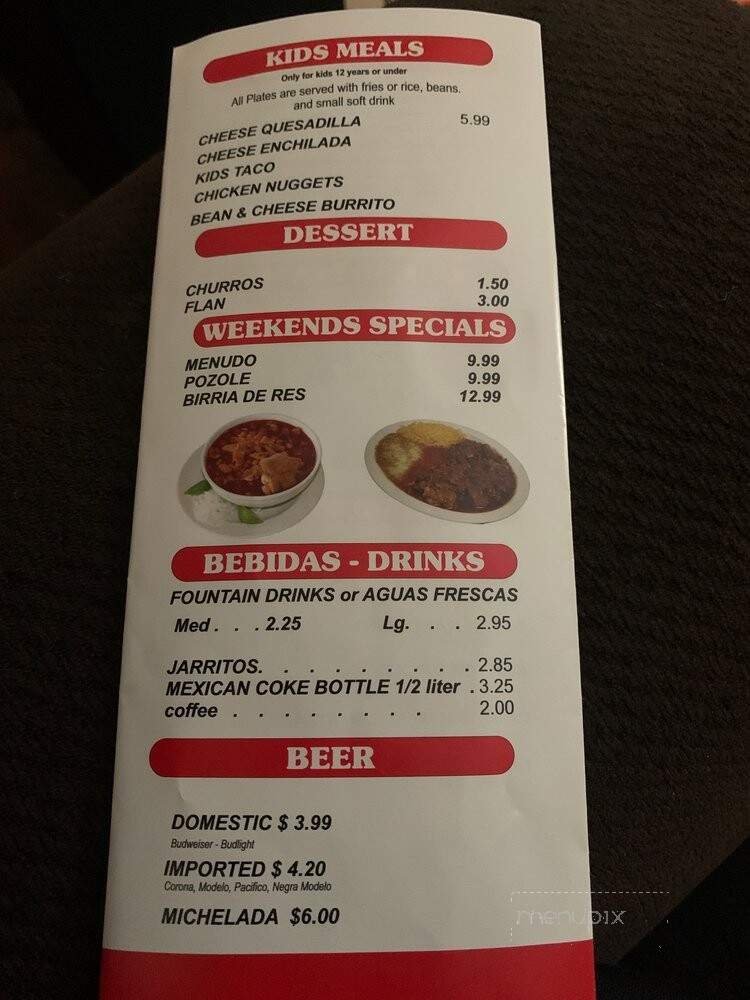 KIDS MEALS
Only for kids 12 years or under
All Plates are served with fries or rice, beans.
and small soft drink
CHEESE QUESADILLA 5.99
CHEESE ENCHILADA
KIDS TACO
CHICKEN NUGGETS
BEAN & CHEESE BURRITO
DESSERT
CHURROS 1.50
FLAN 3.00
WEEKENDS SPECIALS
MENUDO 9.99
POZOLE 9.99
BIRRIA DE RES 12.99
BEBIDAS - DRINKS
FOUNTAIN DRINKS or AGUAS FRESCAS
Med . . . 2.25 Lg. . . 2.95
JARRITOS. . . . . . . . . 2.85
MEXICAN COKE BOTTLE 1/2 liter . 3.25
coffee . . . . . . . . 2.00
BEER
DOMESTIC $ 3.99
Budweiser - Budlight
IMPORTED $ 4.20
Corona, Modelo, Pacifico, Negra Modelo
MICHELADA $6.00
menupix